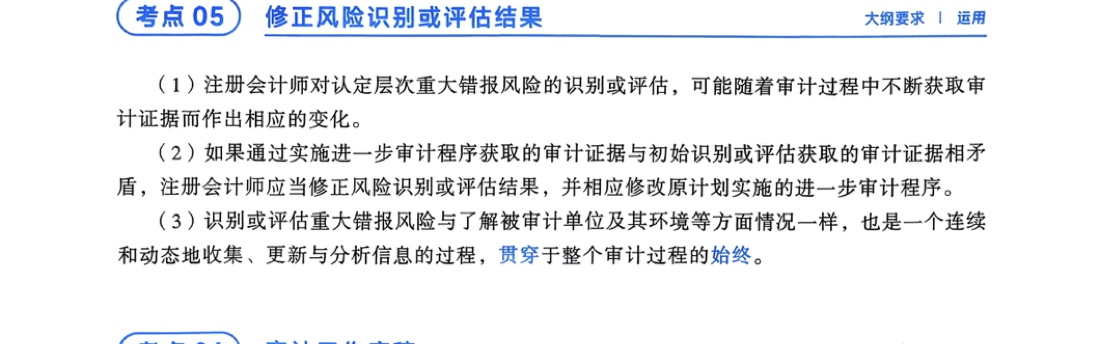 考点 05 修正风险识别或评估结果 大纲要求 | 运用
（1）注册会计师对认定层次重大错报风险的识别或评估，可能随着审计过程中不断获取审
计证据而作出相应的变化。
（2）如果通过实施进一步审计程序获取的审计证据与初始识别或评估获取的审计证据相矛
盾，注册会计师应当修正风险识别或评估结果，并相应修改原计划实施的进一步审计程序。
（3）识别或评估重大错报风险与了解被审计单位及其环境等方面情况一样，也是一个连续
和动态地收集、更新与分析信息的过程，贯穿于整个审计过程的始终。